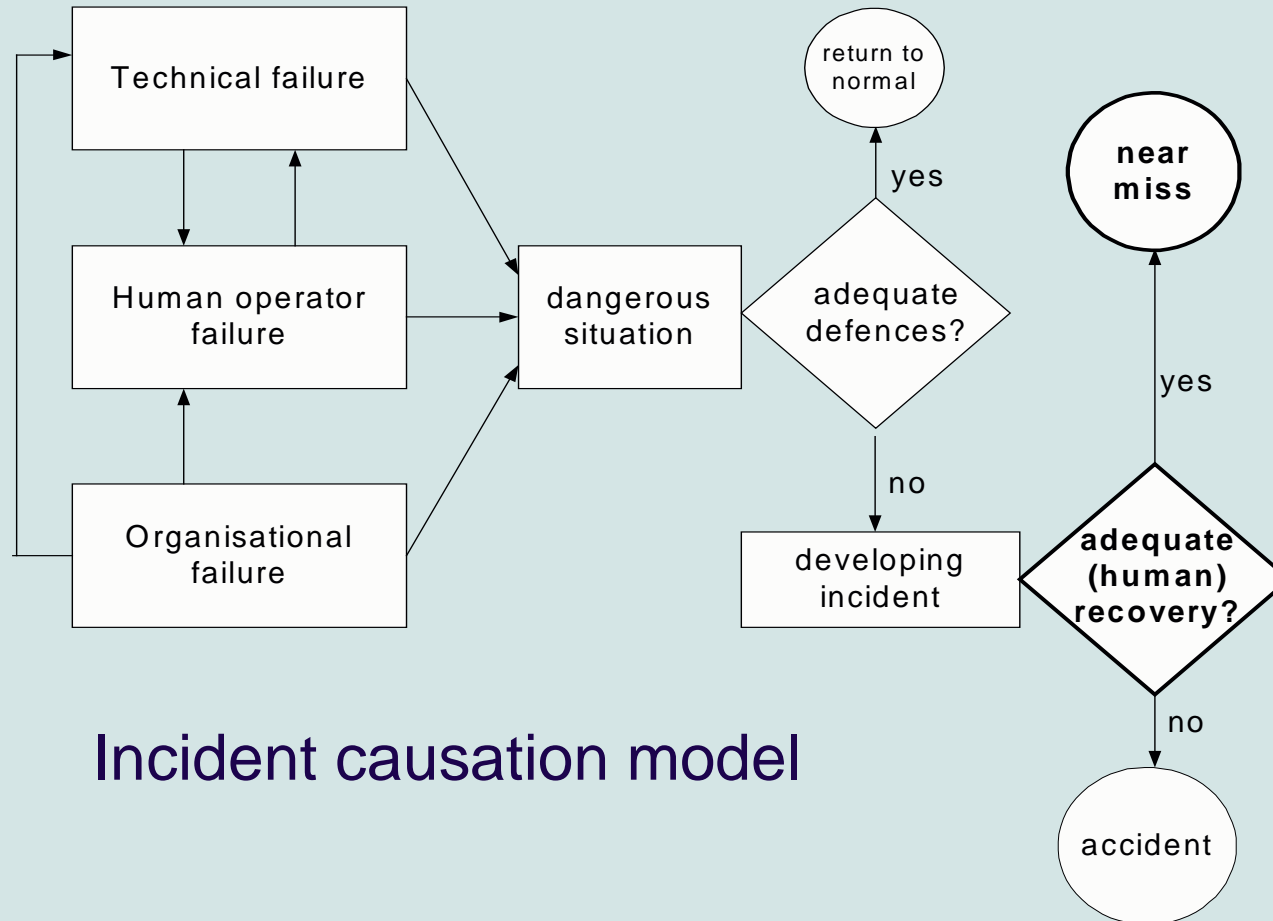 Technical failure
return to
normal
near
miss
yes
Human operator
failure
dangerous
situation
adequate
defences?
yes
no
Organisational
failure
developing
incident
adequate
(human)
recovery?
no
Incident causation model
accident